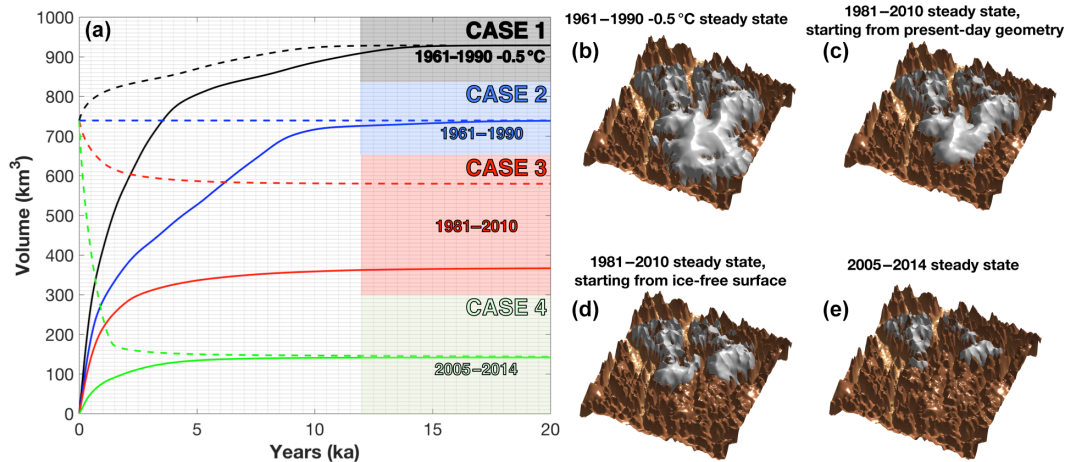 (a)
CASE 1
1961−1990 -0.5 °C
CASE 2
1961−1990
CASE 3
1981−2010
CASE 4
2005−2014
1000
900
800
700
600
500
400
300
200
100
0
Volume (km³)
0 5 10 15 20
Years (ka)
1961−1990 -0.5 °C steady state
(b)
1981−2010 steady state,
starting from present-day geometry
(c)
1981−2010 steady state,
starting from ice-free surface
(d)
2005−2014 steady state
(e)